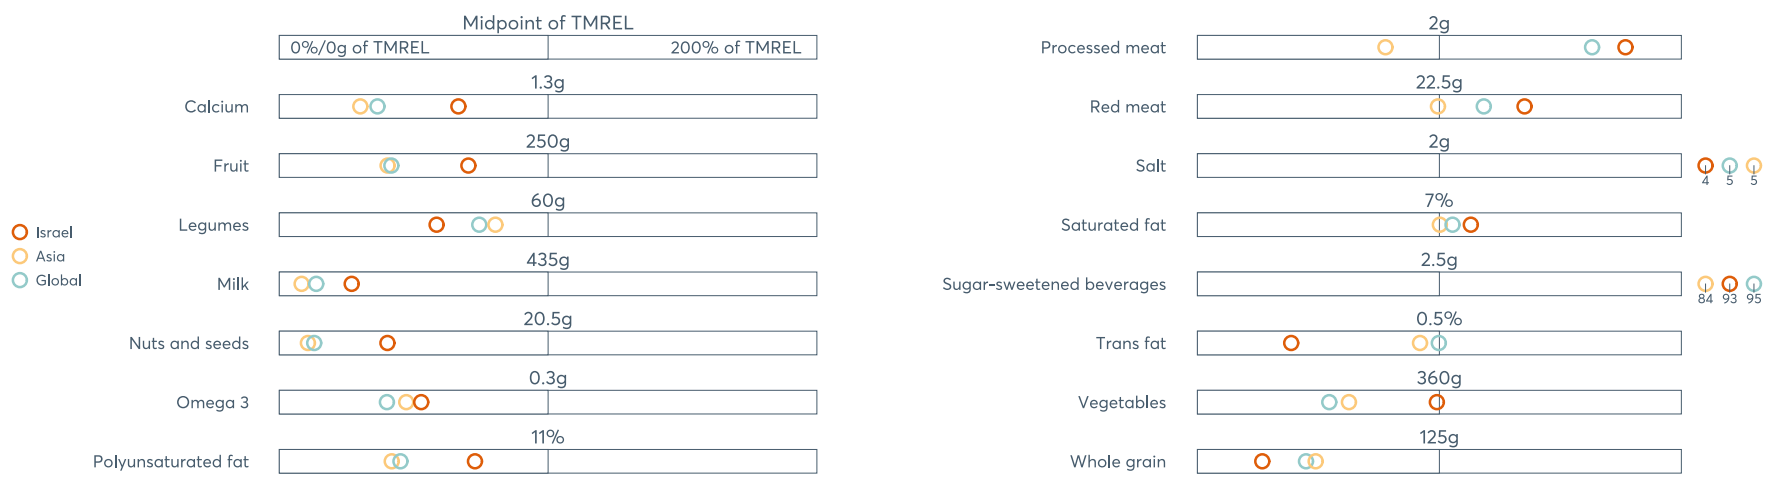 Midpoint of TMREL
0%/0g of TMREL
200% of TMREL
1.3g
Calcium
250g
Fruit
60g
Legumes
435g
Milk
20.5g
Nuts and seeds
0.3g
Omega 3
11%
Polyunsaturated fat
Israel
Asia
Global
2g
Processed meat
22.5g
Red meat
2g
Salt
4 5 5
7%
Saturated fat
2.5g
Sugar-sweetened beverages
84 93 95
0.5%
Trans fat
360g
Vegetables
125g
Whole grain